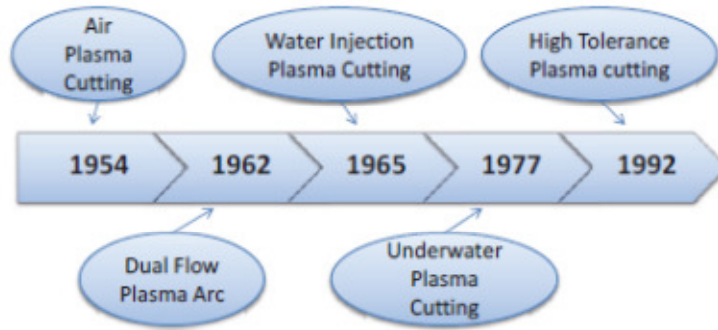 Air
Plasma
Cutting
Water Injection
Plasma Cutting
High Tolerance
Plasma cutting
1954 1962 1965 1977 1992
Dual Flow
Plasma Arc
Underwater
Plasma
Cutting